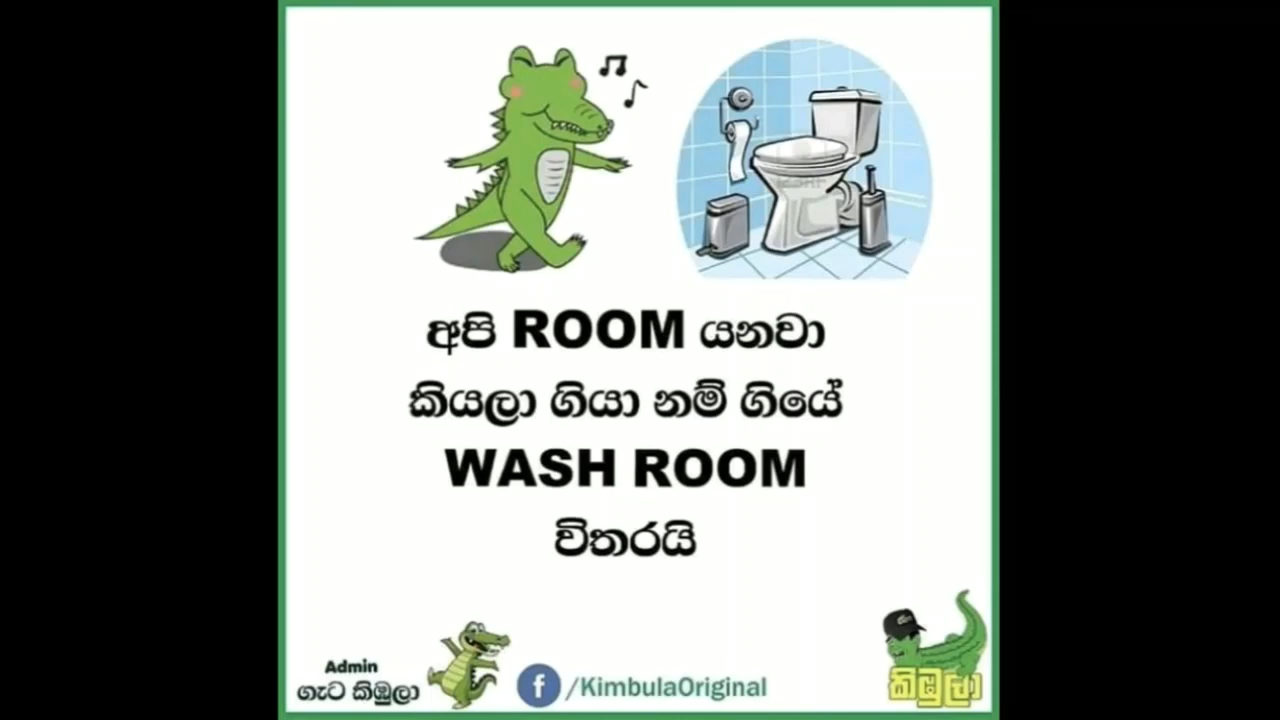 අපි ROOM යනවා
කියලා ගියා නම් ගියේ
WASH ROOM
විතරයි
Admin
ගැට කිඹුලා
f /KimbulaOriginal
කිඹුලා